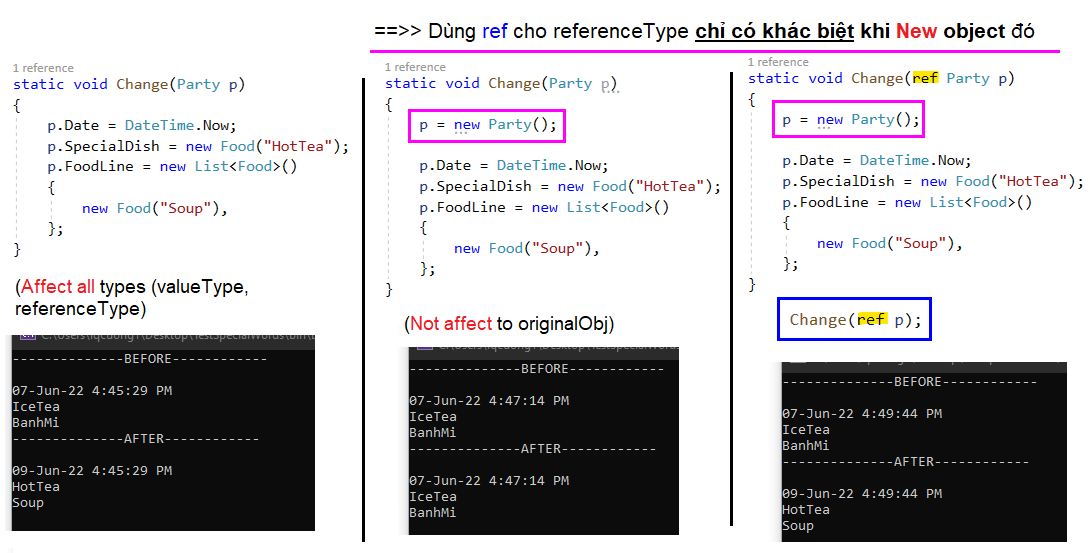 ==>> Dùng ref cho referenceType chỉ có khác biệt khi New object đó
1 reference
static void Change(Party p)
{
p.Date = DateTime.Now;
p.SpecialDish = new Food("HotTea");
p.FoodLine = new List<Food>()
{
new Food("Soup"),
};
}
(Affect all types (valueType,
referenceType)
--------------BEFORE------------
07-Jun-22 4:45:29 PM
IceTea
BanhMi
--------------AFTER------------
09-Jun-22 4:45:29 PM
HotTea
Soup
1 reference
static void Change(Party p)
{
p = new Party();
p.Date = DateTime.Now;
p.SpecialDish = new Food("HotTea");
p.FoodLine = new List<Food>()
{
new Food("Soup"),
};
}
(Not affect to originalObj)
--------------BEFORE------------
07-Jun-22 4:47:14 PM
IceTea
BanhMi
--------------AFTER------------
07-Jun-22 4:47:14 PM
IceTea
BanhMi
1 reference
static void Change(ref Party p)
{
p = new Party();
p.Date = DateTime.Now;
p.SpecialDish = new Food("HotTea");
p.FoodLine = new List<Food>()
{
new Food("Soup"),
};
}
Change(ref p);
--------------BEFORE------------
07-Jun-22 4:49:44 PM
IceTea
BanhMi
--------------AFTER------------
09-Jun-22 4:49:44 PM
HotTea
Soup